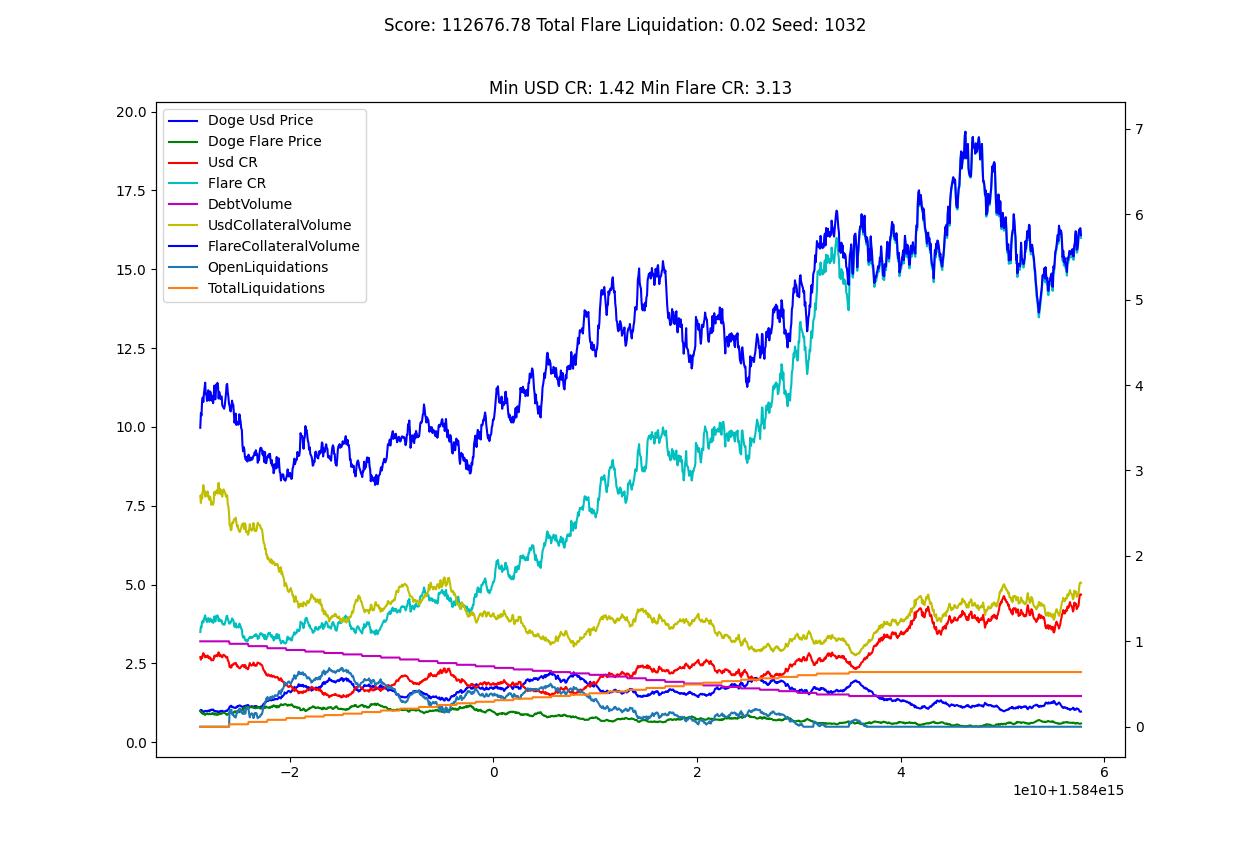 Score: 112676.78 Total Flare Liquidation: 0.02 Seed: 1032
Min USD CR: 1.42 Min Flare CR: 3.13
Doge Usd Price
Doge Flare Price
Usd CR
Flare CR
DebtVolume
UsdCollateralVolume
FlareCollateralVolume
OpenLiquidations
TotalLiquidations
20.0
17.5
15.0
12.5
10.0
7.5
5.0
2.5
0.0
7
6
5
4
3
2
1
0
−2 0 2 4 6
1e10+1.584e15